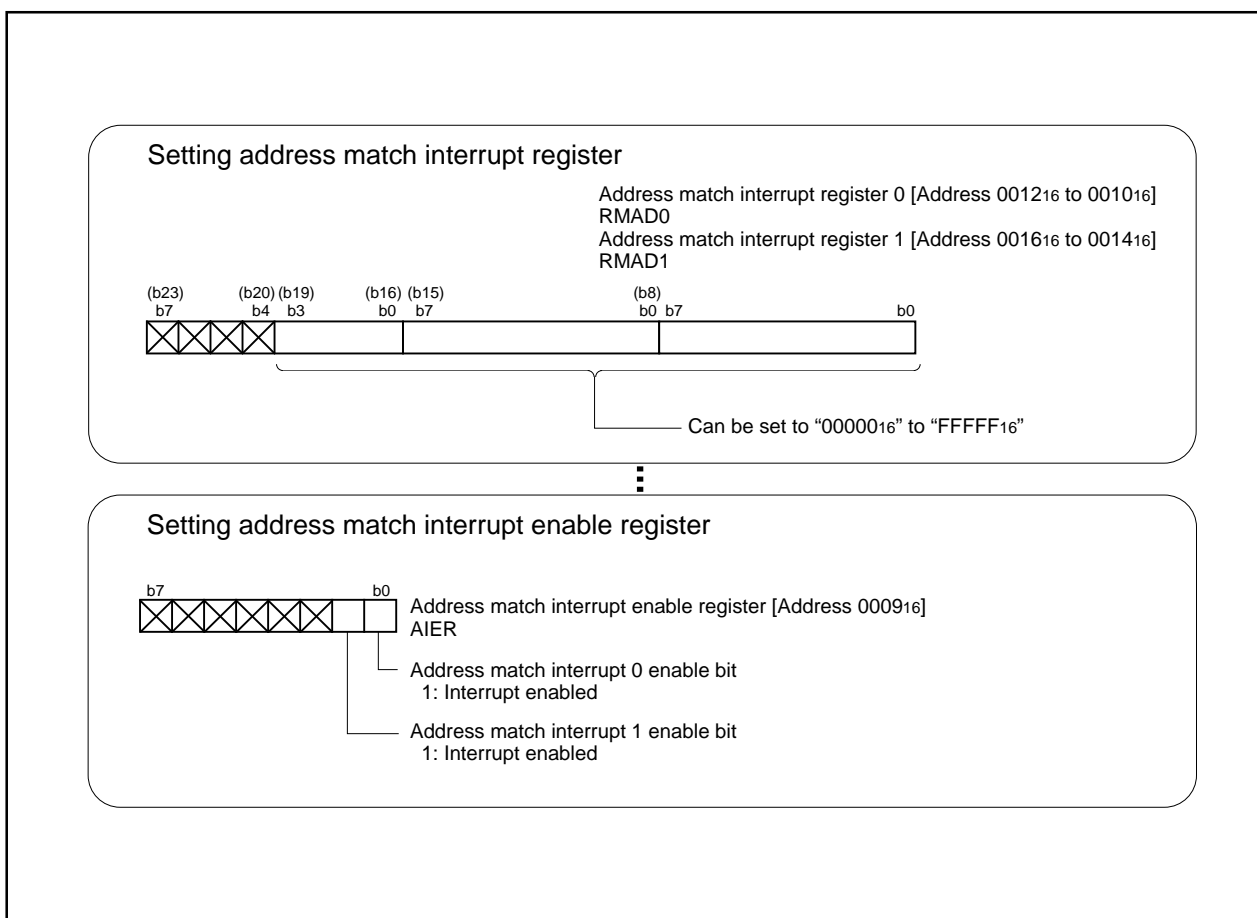 Setting address match interrupt register
Address match interrupt register 0 [Address 001216 to 001016]
RMAD0
Address match interrupt register 1 [Address 001616 to 001416]
RMAD1
(b23) (b20) (b19) (b16) (b15) (b8)
b7 b4 b3 b0 b7 b0 b7 b0
Can be set to “0000016” to “FFFFF16”
Setting address match interrupt enable register
b7 b0
Address match interrupt enable register [Address 000916]
AIER
Address match interrupt 0 enable bit
1: Interrupt enabled
Address match interrupt 1 enable bit
1: Interrupt enabled